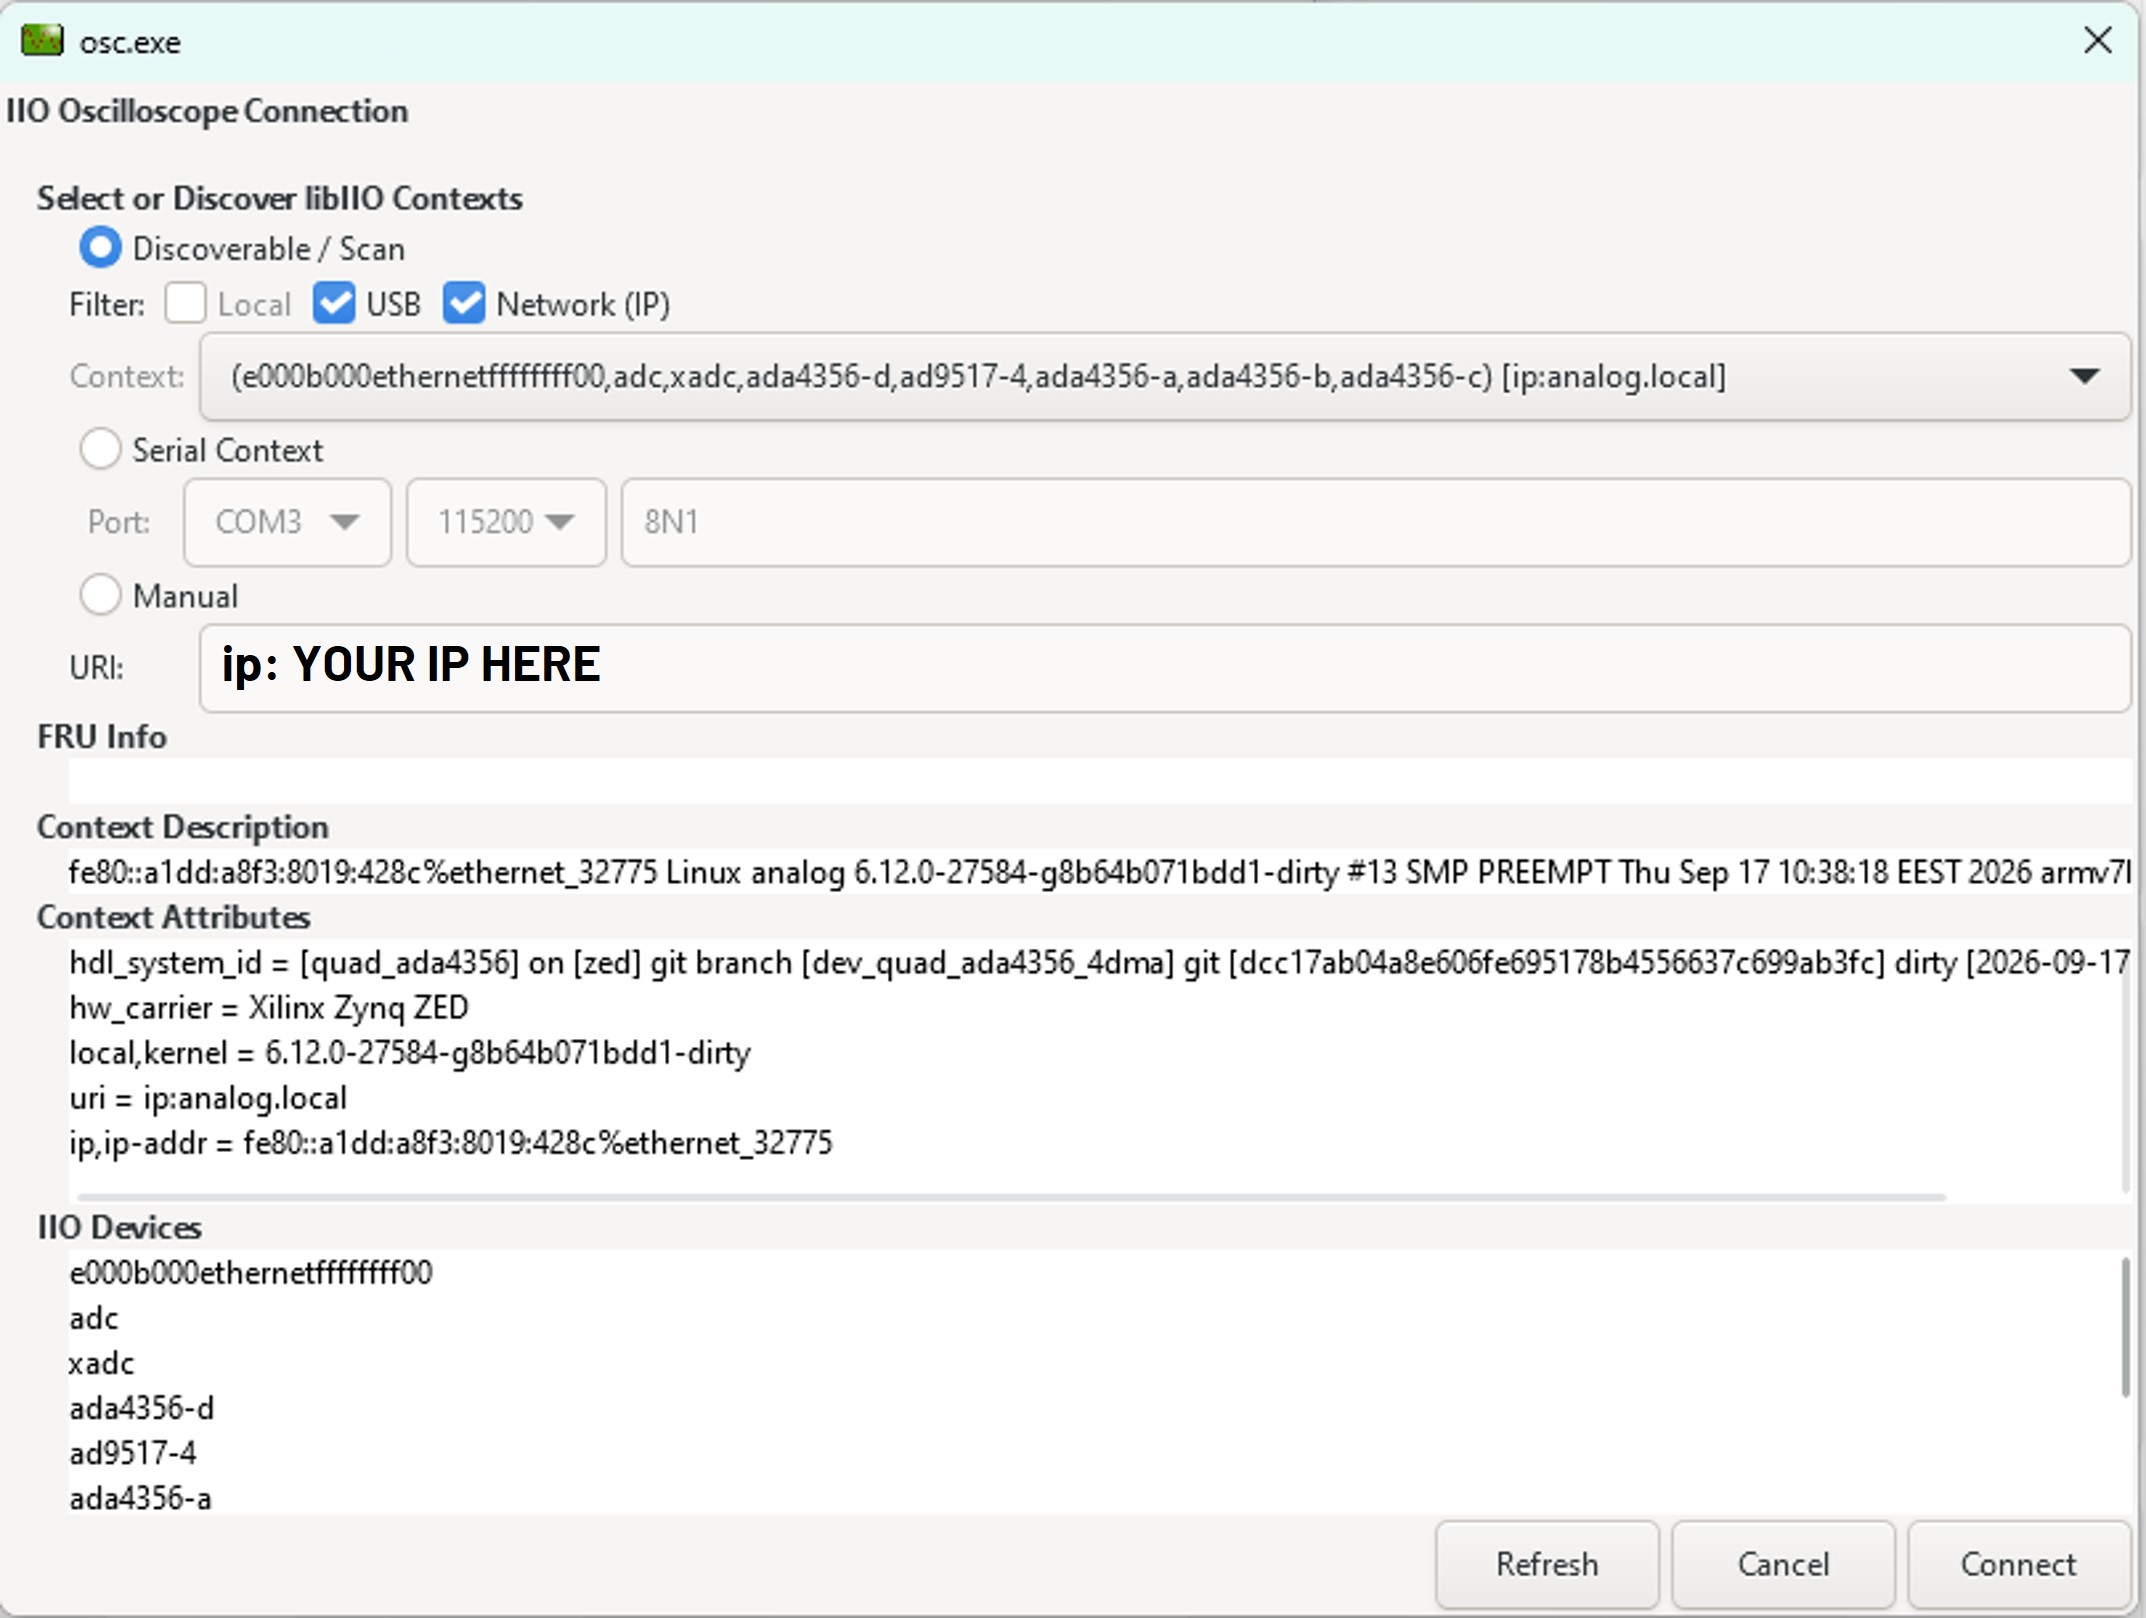 osc.exe
IIO Oscilloscope Connection
Select or Discover libIIO Contexts
Discoverable / Scan
Filter: Local USB Network (IP)
Context: (e000b000ethernetffffffff00,adc,xadc,ada4356-d,ad9517-4,ada4356-a,ada4356-b,ada4356-c) [ip:analog.local]
Serial Context
Port: COM3 115200 8N1
Manual
URI: ip: YOUR IP HERE
FRU Info
Context Description
fe80::a1dd:a8f3:8019:428c%ethernet_32775 Linux analog 6.12.0-27584-g8b64b071bdd1-dirty #13 SMP PREEMPT Thu Sep 17 10:38:18 EEST 2026 armv7l
Context Attributes
hdl_system_id = [quad_ada4356] on [zed] git branch [dev_quad_ada4356_4dma] git [dcc17ab04a8e606fe695178b4556637c699ab3fc] dirty [2026-09-17
hw_carrier = Xilinx Zynq ZED
local,kernel = 6.12.0-27584-g8b64b071bdd1-dirty
uri = ip:analog.local
ip,ip-addr = fe80::a1dd:a8f3:8019:428c%ethernet_32775
IIO Devices
e000b000ethernetffffffff00
adc
xadc
ada4356-d
ad9517-4
ada4356-a
Refresh Cancel Connect